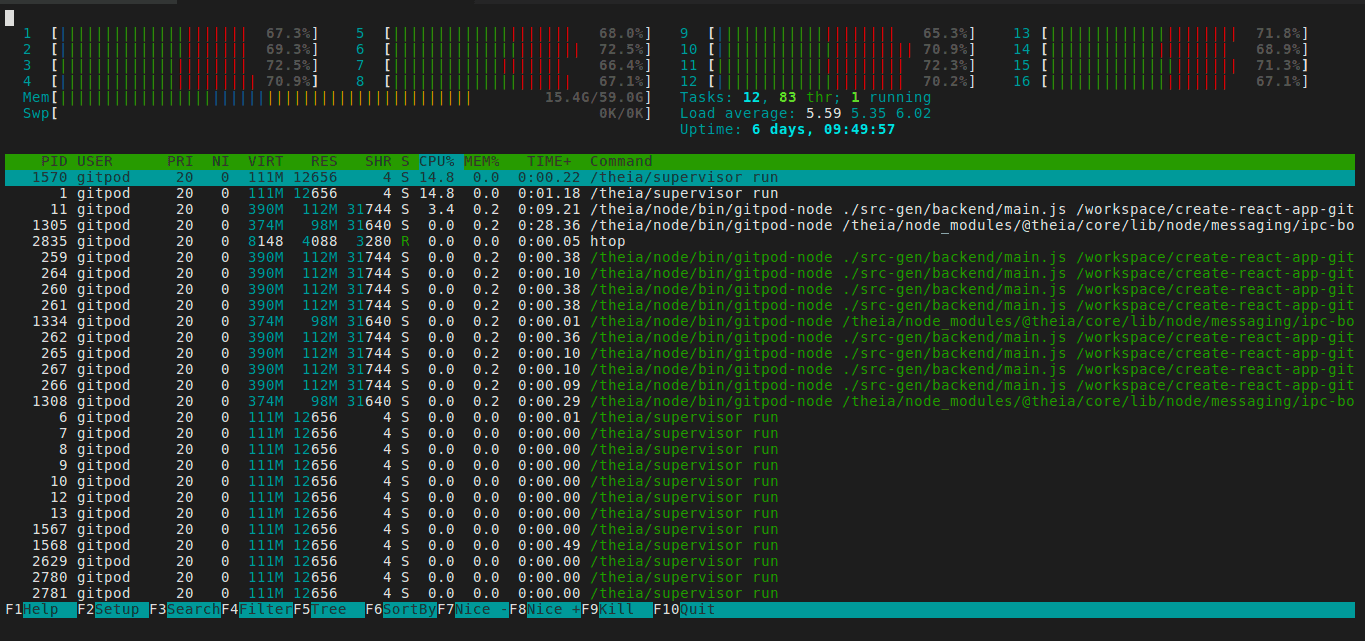 1 [||||||||||||||||||||| 67.3%] 5 [|||||||||||||||||||| 68.0%] 9 [|||||||||||||||||||| 65.3%] 13 [||||||||||||||||||||| 71.8%]
2 [||||||||||||||||||||| 69.3%] 6 [||||||||||||||||||||| 72.5%] 10 [|||||||||||||||||||||| 70.9%] 14 [|||||||||||||||||||| 68.9%]
3 [||||||||||||||||||||| 72.5%] 7 [||||||||||||||||||| 66.4%] 11 [|||||||||||||||||||||| 72.3%] 15 [||||||||||||||||||||| 71.3%]
4 [|||||||||||||||||||||| 70.9%] 8 [|||||||||||||||||||| 67.1%] 12 [||||||||||||||||||||| 70.2%] 16 [|||||||||||||||||||| 67.1%]
Mem[|||||||||||||||||||||||||||||||||||||||||||||| 15.4G/59.0G] Tasks: 12, 83 thr; 1 running
Swp[ 0K/0K] Load average: 5.59 5.35 6.02
Uptime: 6 days, 09:49:57
PID USER PRI NI VIRT RES SHR S CPU% MEM% TIME+ Command
1570 gitpod 20 0 111M 12656 4 S 14.8 0.0 0:00.22 /theia/supervisor run
1 gitpod 20 0 111M 12656 4 S 14.8 0.0 0:01.18 /theia/supervisor run
11 gitpod 20 0 390M 112M 31744 S 3.4 0.2 0:09.21 /theia/node/bin/gitpod-node ./src-gen/backend/main.js /workspace/create-react-app-git
1305 gitpod 20 0 374M 98M 31640 S 0.0 0.2 0:28.36 /theia/node/bin/gitpod-node /theia/node_modules/@theia/core/lib/node/messaging/ipc-bo
2835 gitpod 20 0 8148 4088 3280 R 0.0 0.0 0:00.05 htop
259 gitpod 20 0 390M 112M 31744 S 0.0 0.2 0:00.38 /theia/node/bin/gitpod-node ./src-gen/backend/main.js /workspace/create-react-app-git
264 gitpod 20 0 390M 112M 31744 S 0.0 0.2 0:00.10 /theia/node/bin/gitpod-node ./src-gen/backend/main.js /workspace/create-react-app-git
260 gitpod 20 0 390M 112M 31744 S 0.0 0.2 0:00.38 /theia/node/bin/gitpod-node ./src-gen/backend/main.js /workspace/create-react-app-git
261 gitpod 20 0 390M 112M 31744 S 0.0 0.2 0:00.38 /theia/node/bin/gitpod-node ./src-gen/backend/main.js /workspace/create-react-app-git
1334 gitpod 20 0 374M 98M 31640 S 0.0 0.2 0:00.01 /theia/node/bin/gitpod-node /theia/node_modules/@theia/core/lib/node/messaging/ipc-bo
262 gitpod 20 0 390M 112M 31744 S 0.0 0.2 0:00.36 /theia/node/bin/gitpod-node ./src-gen/backend/main.js /workspace/create-react-app-git
265 gitpod 20 0 390M 112M 31744 S 0.0 0.2 0:00.10 /theia/node/bin/gitpod-node ./src-gen/backend/main.js /workspace/create-react-app-git
267 gitpod 20 0 390M 112M 31744 S 0.0 0.2 0:00.10 /theia/node/bin/gitpod-node ./src-gen/backend/main.js /workspace/create-react-app-git
266 gitpod 20 0 390M 112M 31744 S 0.0 0.2 0:00.09 /theia/node/bin/gitpod-node ./src-gen/backend/main.js /workspace/create-react-app-git
1308 gitpod 20 0 374M 98M 31640 S 0.0 0.2 0:00.29 /theia/node/bin/gitpod-node /theia/node_modules/@theia/core/lib/node/messaging/ipc-bo
6 gitpod 20 0 111M 12656 4 S 0.0 0.0 0:00.01 /theia/supervisor run
7 gitpod 20 0 111M 12656 4 S 0.0 0.0 0:00.00 /theia/supervisor run
8 gitpod 20 0 111M 12656 4 S 0.0 0.0 0:00.00 /theia/supervisor run
9 gitpod 20 0 111M 12656 4 S 0.0 0.0 0:00.00 /theia/supervisor run
10 gitpod 20 0 111M 12656 4 S 0.0 0.0 0:00.00 /theia/supervisor run
12 gitpod 20 0 111M 12656 4 S 0.0 0.0 0:00.00 /theia/supervisor run
13 gitpod 20 0 111M 12656 4 S 0.0 0.0 0:00.00 /theia/supervisor run
1567 gitpod 20 0 111M 12656 4 S 0.0 0.0 0:00.00 /theia/supervisor run
1568 gitpod 20 0 111M 12656 4 S 0.0 0.0 0:00.49 /theia/supervisor run
2629 gitpod 20 0 111M 12656 4 S 0.0 0.0 0:00.00 /theia/supervisor run
2780 gitpod 20 0 111M 12656 4 S 0.0 0.0 0:00.00 /theia/supervisor run
2781 gitpod 20 0 111M 12656 4 S 0.0 0.0 0:00.00 /theia/supervisor run
F1Help F2Setup F3SearchF4FilterF5Tree F6SortByF7Nice -F8Nice +F9Kill F10Quit